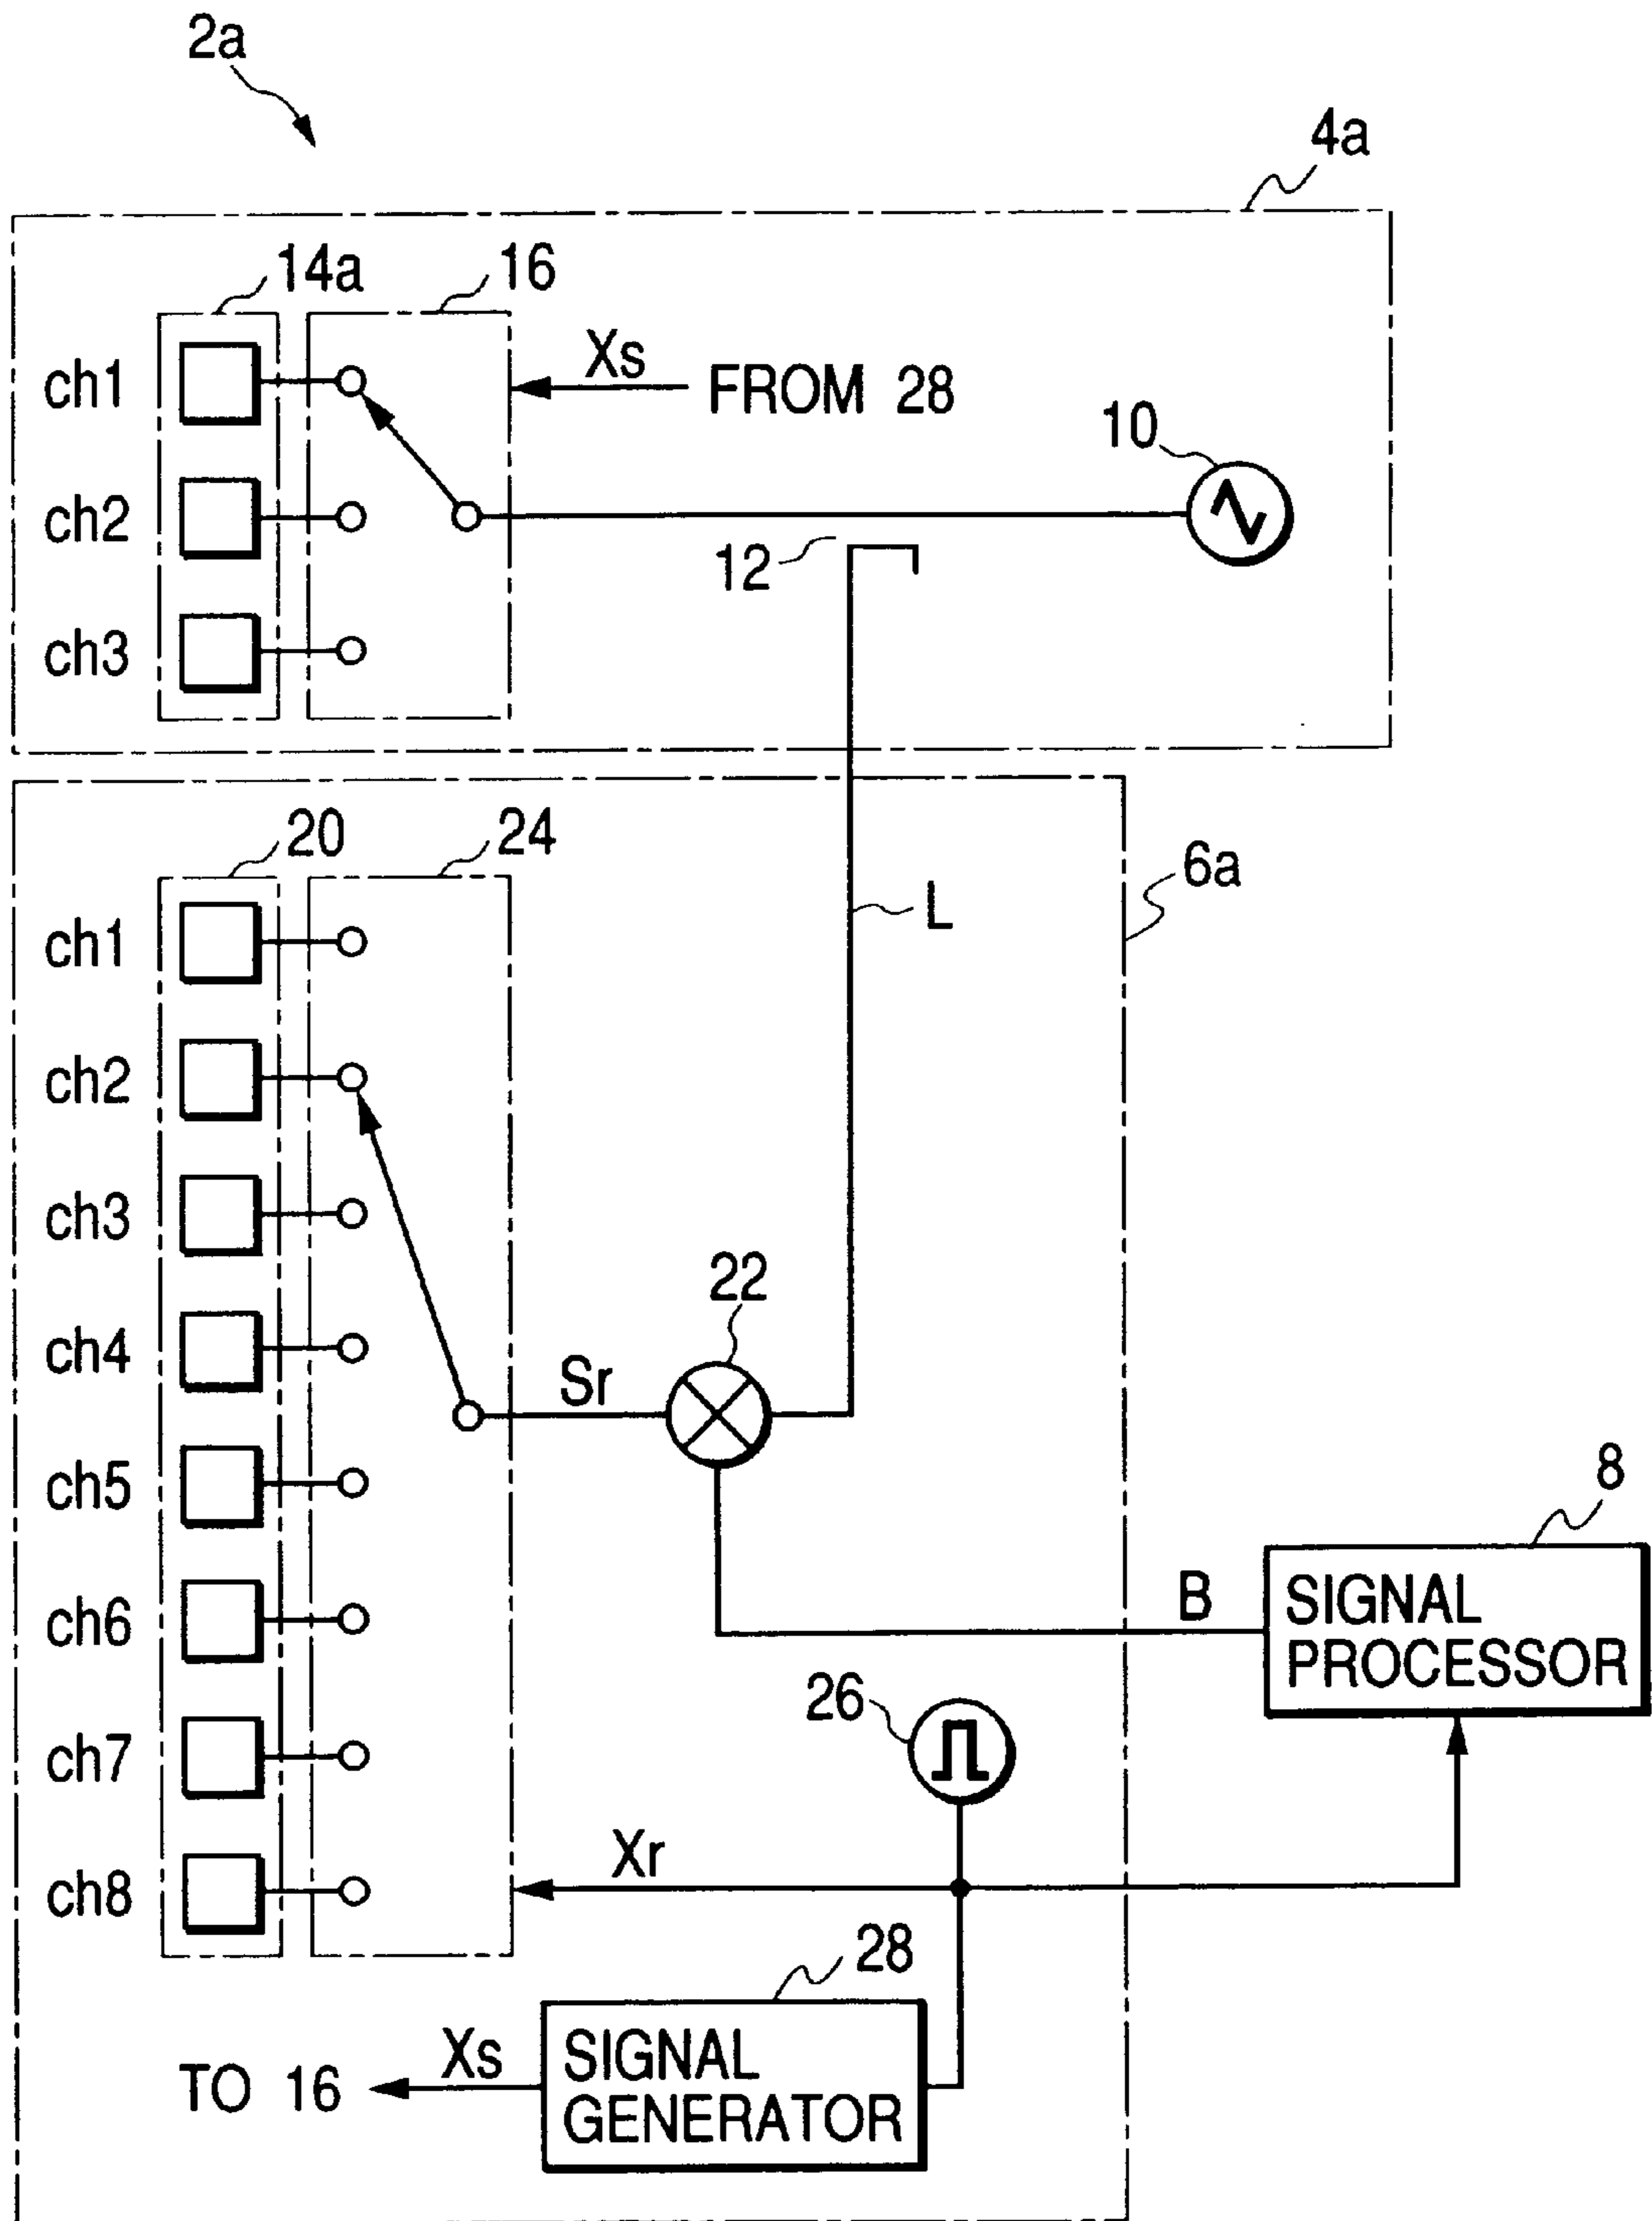 2a
4a
14a
16
ch1
Xs
FROM 28
10
ch2
12
ch3
20
24
6a
ch1
L
ch2
ch3
22
ch4
Sr
ch5
8
B
SIGNAL
PROCESSOR
ch6
26
ch7
Xr
ch8
28
TO 16
Xs
SIGNAL
GENERATOR